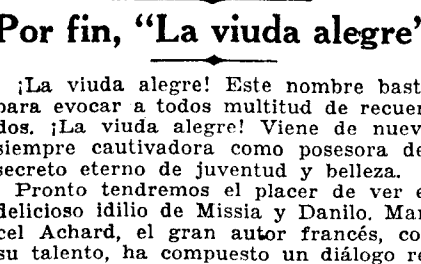 Por fin, “La viuda alegre”
¡La viuda alegre! Este nombre bast
para evocar a todos multitud de recuer
dos. ¡La viuda alegre! Viene de nuev
siempre cautivadora como posesora de
secreto eterno de juventud y belleza.
Pronto tendremos el placer de ver e
delicioso idilio de Missia y Danilo. Mar
cel Achard, el gran autor francés, co
su talento, ha compuesto un diálogo re